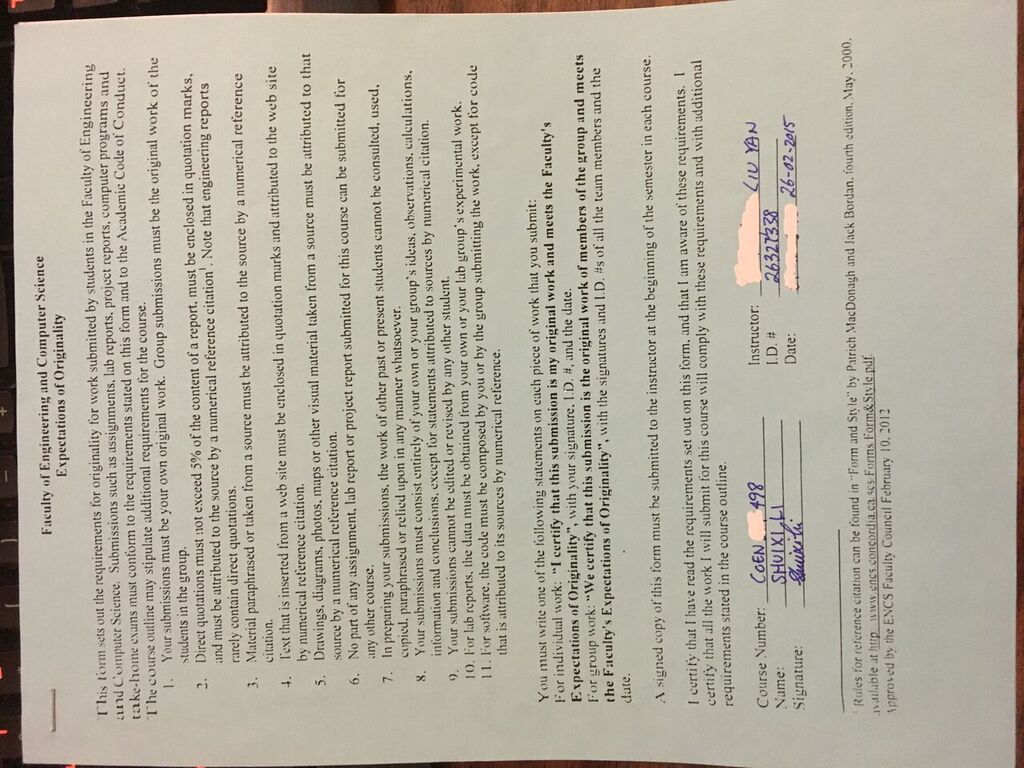 Faculty of Engineering and Computer Science
Expectations of Originality
This form sets out the requirements for originality for work submitted by students in the Faculty of Engineering
and Computer Science. Submissions such as assignments, lab reports, project reports, computer programs and
take-home exams must conform to the requirements stated on this form and to the Academic Code of Conduct.
The course outline may stipulate additional requirements for the course.
1. Your submissions must be your own original work. Group submissions must be the original work of the
students in the group.
2. Direct quotations must not exceed 5% of the content of a report, must be enclosed in quotation marks,
and must be attributed to the source by a numerical reference citation¹. Note that engineering reports
rarely contain direct quotations.
3. Material paraphrased or taken from a source must be attributed to the source by a numerical reference
citation.
4. Text that is inserted from a web site must be enclosed in quotation marks and attributed to the web site
by numerical reference citation.
5. Drawings, diagrams, photos, maps or other visual material taken from a source must be attributed to that
source by a numerical reference citation.
6. No part of any assignment, lab report or project report submitted for this course can be submitted for
any other course.
7. In preparing your submissions, the work of other past or present students cannot be consulted, used,
copied, paraphrased or relied upon in any manner whatsoever.
8. Your submissions must consist entirely of your own or your group's ideas, observations, calculations,
information and conclusions, except for statements attributed to sources by numerical citation.
9. Your submissions cannot be edited or revised by any other student.
10. For lab reports, the data must be obtained from your own or your lab group's experimental work.
11. For software, the code must be composed by you or by the group submitting the work, except for code
that is attributed to its sources by numerical reference.
You must write one of the following statements on each piece of work that you submit:
For individual work: "I certify that this submission is my original work and meets the Faculty's
Expectations of Originality", with your signature, I.D. #, and the date.
For group work: "We certify that this submission is the original work of members of the group and meets
the Faculty's Expectations of Originality", with the signatures and I.D. #s of all the team members and the
date.
A signed copy of this form must be submitted to the instructor at the beginning of the semester in each course.
I certify that I have read the requirements set out on this form, and that I am aware of these requirements. I
certify that all the work I will submit for this course will comply with these requirements and with additional
requirements stated in the course outline.
Course Number: COEN 498 Instructor: LIU YAN
Name: SHUIXI LI I.D. # 26327338
Signature: Shuixi Li Date: 26-02-2015
¹ Rules for reference citation can be found in "Form and Style" by Patrich MacDonagh and Jack Bordan, fourth edition, May, 2000,
available at http://www.encs.concordia.ca/scs/Forms/Form&Style.pdf.
Approved by the ENCS Faculty Council February 10, 2012